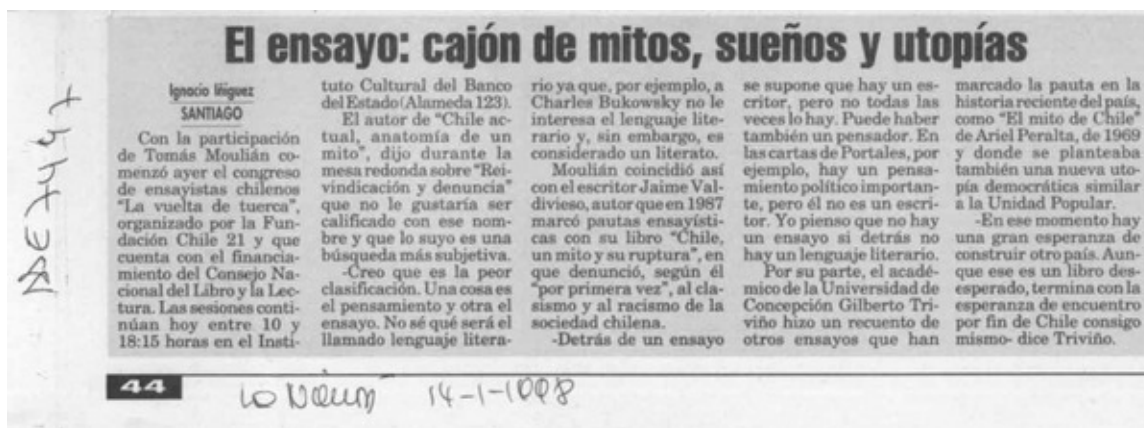 El ensayo: cajón de mitos, sueños y utopías
Ignacio Iñiguez
SANTIAGO
Con la participación
de Tomás Moulián co-
menzó ayer el congreso
de ensayistas chilenos
"La vuelta de tuerca",
organizado por la Fun-
dación Chile 21 y que
cuenta con el financia-
miento del Consejo Na-
cional del Libro y la Lec-
tura. Las sesiones conti-
núan hoy entre 10 y
18:15 horas en el Insti-
tuto Cultural del Banco
del Estado (Alameda 123).
El autor de "Chile ac-
tual, anatomía de un
mito", dijo durante la
mesa redonda sobre "Rei-
vindicación y denuncia"
que no le gustaría ser
calificado con ese nom-
bre y que lo suyo es una
búsqueda más subjetiva.
-Creo que es la peor
clasificación. Una cosa es
el pensamiento y otra el
ensayo. No sé qué será el
llamado lenguaje litera-
rio ya que, por ejemplo, a
Charles Bukowsky no le
interesa el lenguaje lite-
rario y, sin embargo, es
considerado un literato.
Moulián coincidió así
con el escritor Jaime Val-
divieso, autor que en 1987
marcó pautas ensayísti-
cas con su libro "Chile,
un mito y su ruptura", en
que denunció, según él
"por primera vez", al cla-
sismo y al racismo de la
sociedad chilena.
-Detrás de un ensayo
se supone que hay un es-
critor, pero no todas las
veces lo hay. Puede haber
también un pensador. En
las cartas de Portales, por
ejemplo, hay un pensa-
miento político importan-
te, pero él no es un escri-
tor. Yo pienso que no hay
un ensayo si detrás no
hay un lenguaje literario.
Por su parte, el acadé-
mico de la Universidad de
Concepción Gilberto Tri-
viño hizo un recuento de
otros ensayos que han
marcado la pauta en la
historia reciente del país,
como "El mito de Chile"
de Ariel Peralta, de 1969
y donde se planteaba
también una nueva uto-
pía democrática similar
a la Unidad Popular.
-En ese momento hay
una gran esperanza de
construir otro país. Aun-
que ese es un libro des-
esperado, termina con la
esperanza de encuentro
por fin de Chile consigo
mismo- dice Triviño.
44
14-1-1998